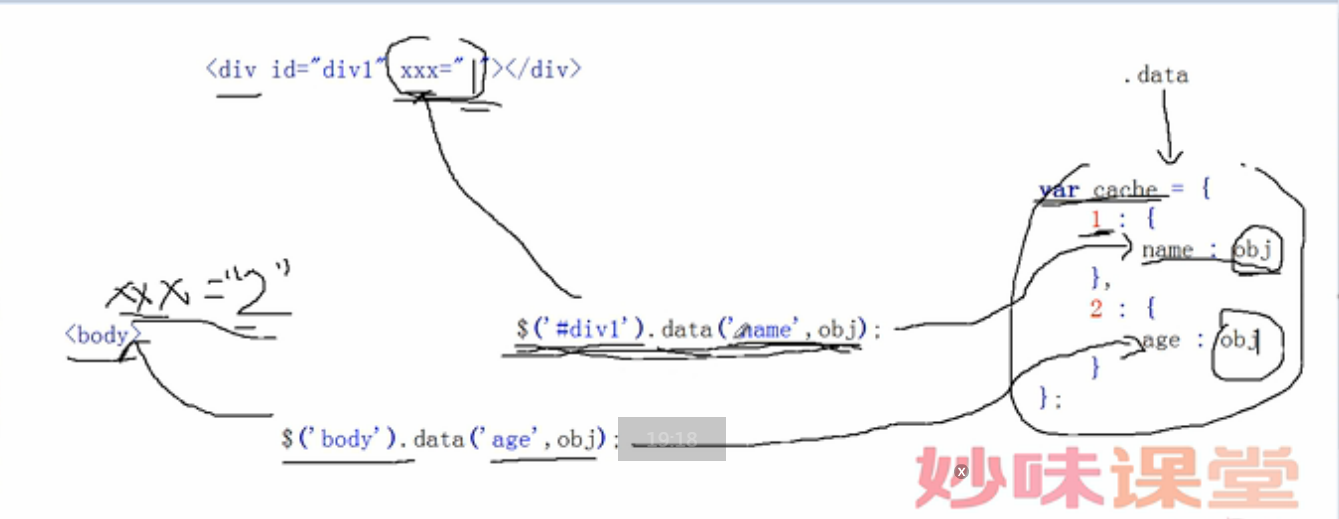 <div id="div1" xxx="1"></div>
.data
var cache = {
1 : {
name : obj
},
2 : {
age : obj
}
};
xxx="2"
<body>
$('#div1').data('name',obj);
$('body').data('age',obj);
19:18
妙味课堂